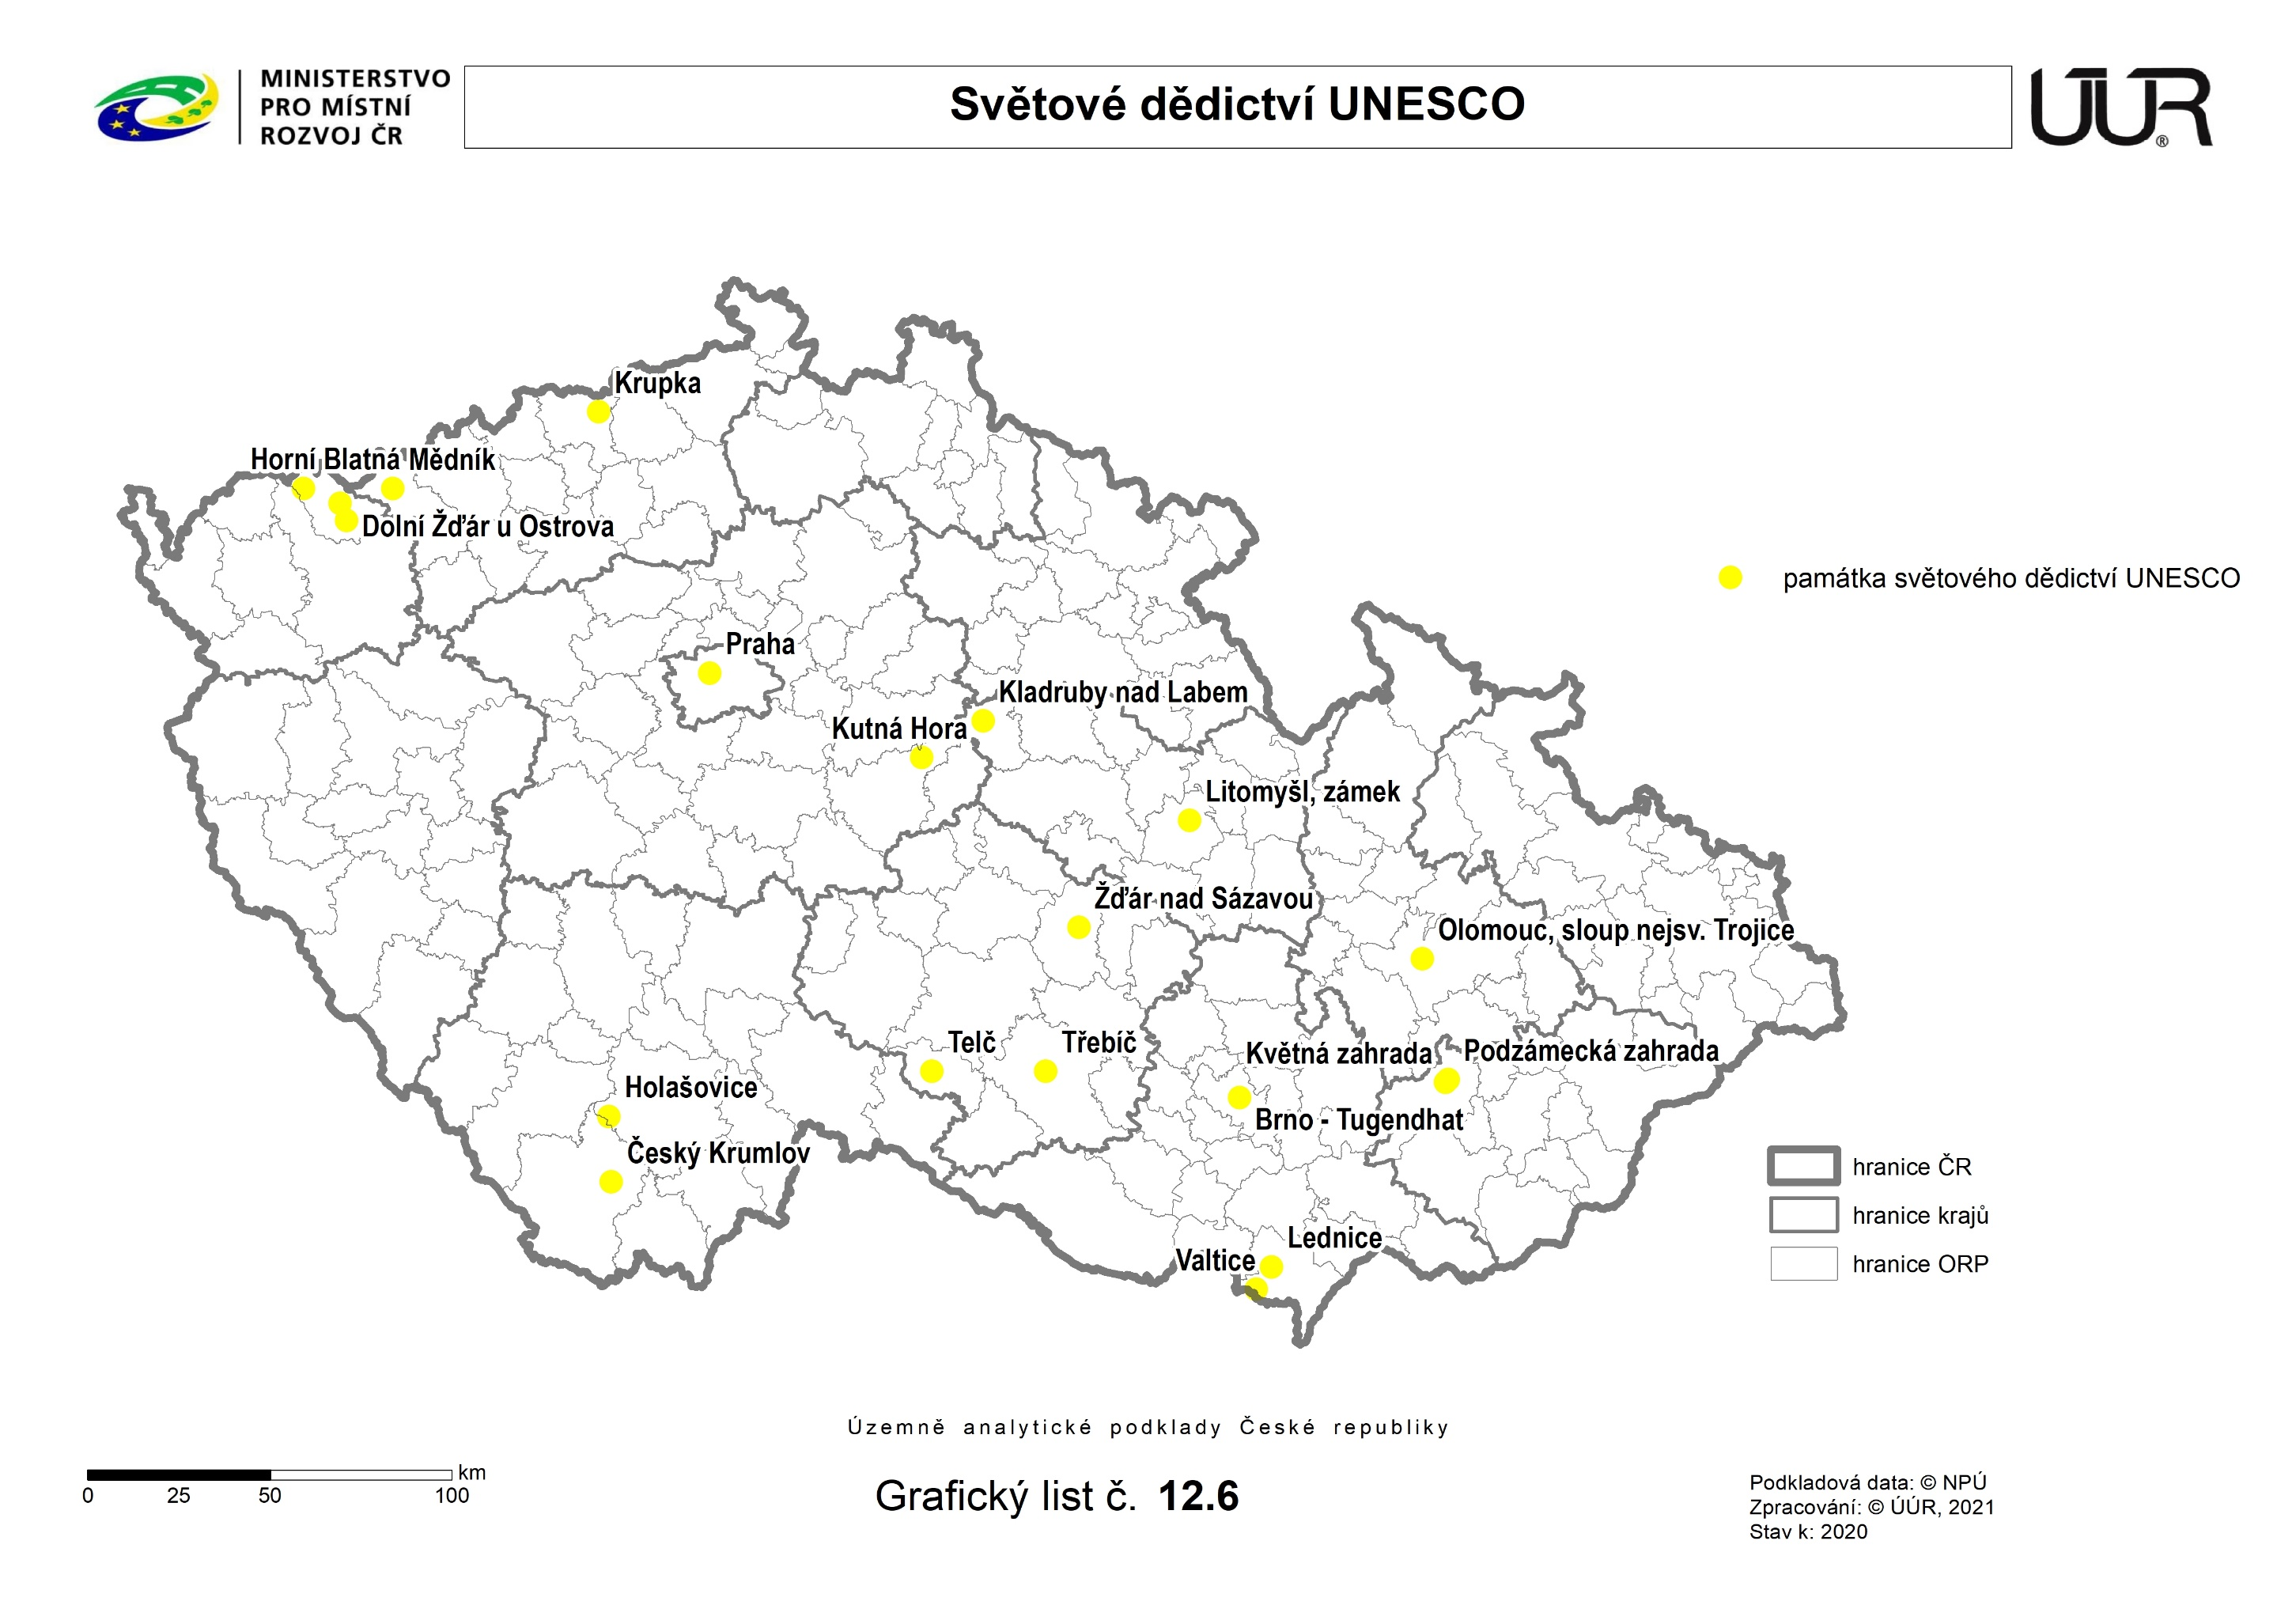 MINISTERSTVO
PRO MÍSTNÍ
ROZVOJ ČR
Světové dědictví UNESCO
ÚÚR®
Krupka
Horní Blatná Mědník
Dolní Žďár u Ostrova
památka světového dědictví UNESCO
Praha
Kladruby nad Labem
Kutná Hora
Litomyšl, zámek
Žďár nad Sázavou
Olomouc, sloup nejsv. Trojice
Telč
Třebíč
Květná zahrada
Podzámecká zahrada
Holašovice
Brno - Tugendhat
Český Krumlov
hranice ČR
hranice krajů
Lednice
Valtice
hranice ORP
Územně analytické podklady České republiky
km
0 25 50 100
Grafický list č. 12.6
Podkladová data: © NPÚ
Zpracování: © ÚÚR, 2021
Stav k: 2020